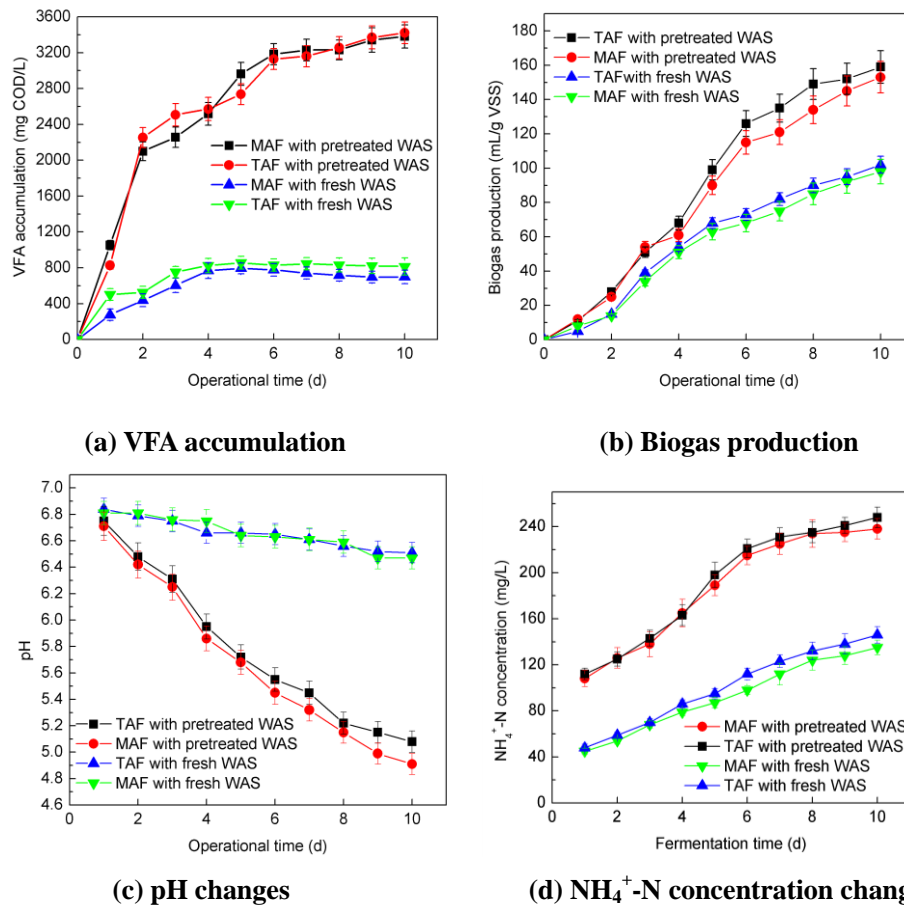 3600
3200
2800
2400
2000
1600
1200
800
400
0
VFA accumulation (mg COD/L)
MAF with pretreated WAS
TAF with pretreated WAS
MAF with fresh WAS
TAF with fresh WAS
0 2 4 6 8 10
Operational time (d)
(a) VFA accumulation
180
160
140
120
100
80
60
40
20
0
Biogas production (mL/g VSS)
TAF with pretreated WAS
MAF with pretreated WAS
TAFwith fresh WAS
MAF with fresh WAS
0 2 4 6 8 10
Operational time (d)
(b) Biogas production
7.0
6.8
6.6
6.4
6.2
6.0
5.8
5.6
5.4
5.2
5.0
4.8
4.6
pH
TAF with pretreated WAS
MAF with pretreated WAS
TAF with fresh WAS
MAF with fresh WAS
0 2 4 6 8 10
Operational time (d)
(c) pH changes
240
200
160
120
80
40
0
NH₄⁺-N concentration (mg/L)
MAF with pretreated WAS
TAF with pretreated WAS
MAF with fresh WAS
TAF with fresh WAS
0 2 4 6 8 10
Fermentation time (d)
(d) NH₄⁺-N concentration chang